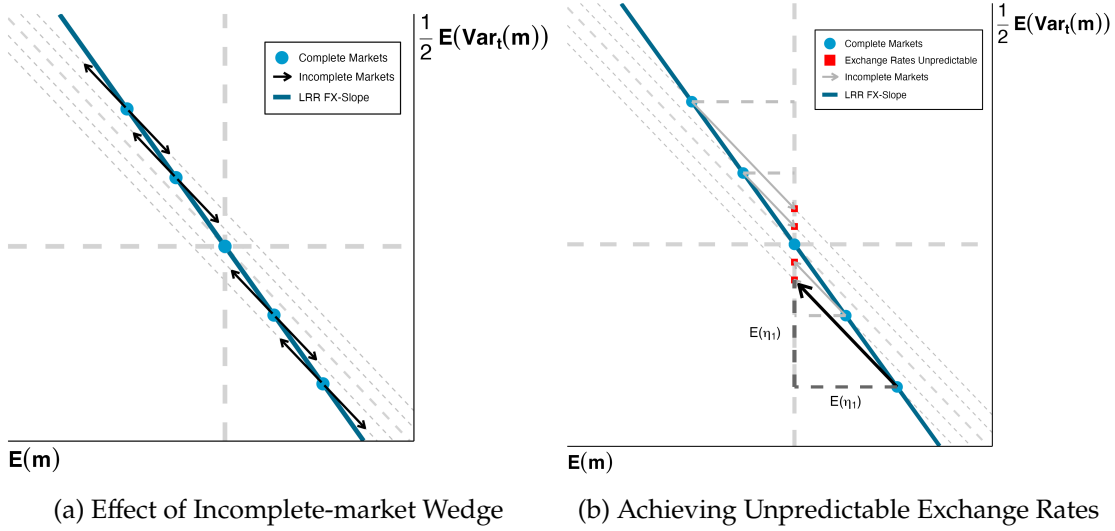 1/2 E(Var_t(m))
Complete Markets
Incomplete Markets
LRR FX-Slope
E(m)
(a) Effect of Incomplete-market Wedge
1/2 E(Var_t(m))
Complete Markets
Exchange Rates Unpredictable
Incomplete Markets
LRR FX-Slope
E(η₁)
E(η₁)
E(m)
(b) Achieving Unpredictable Exchange Rates